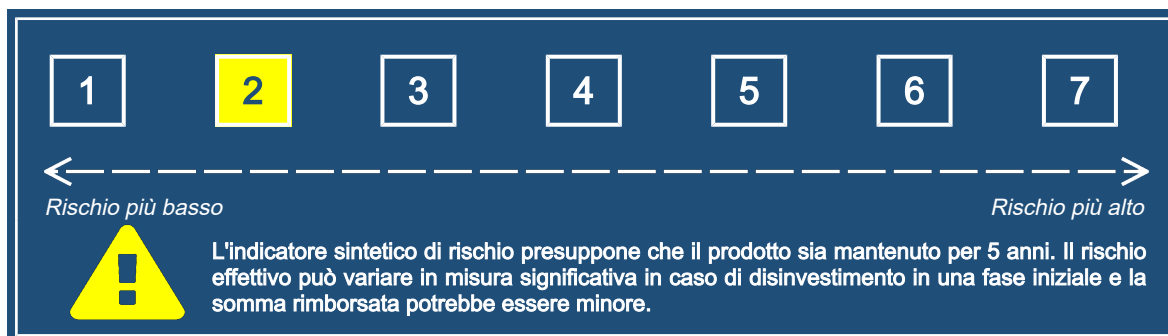 1 2 3 4 5 6 7
Rischio più basso Rischio più alto
L'indicatore sintetico di rischio presuppone che il prodotto sia mantenuto per 5 anni. Il rischio
effettivo può variare in misura significativa in caso di disinvestimento in una fase iniziale e la
somma rimborsata potrebbe essere minore.